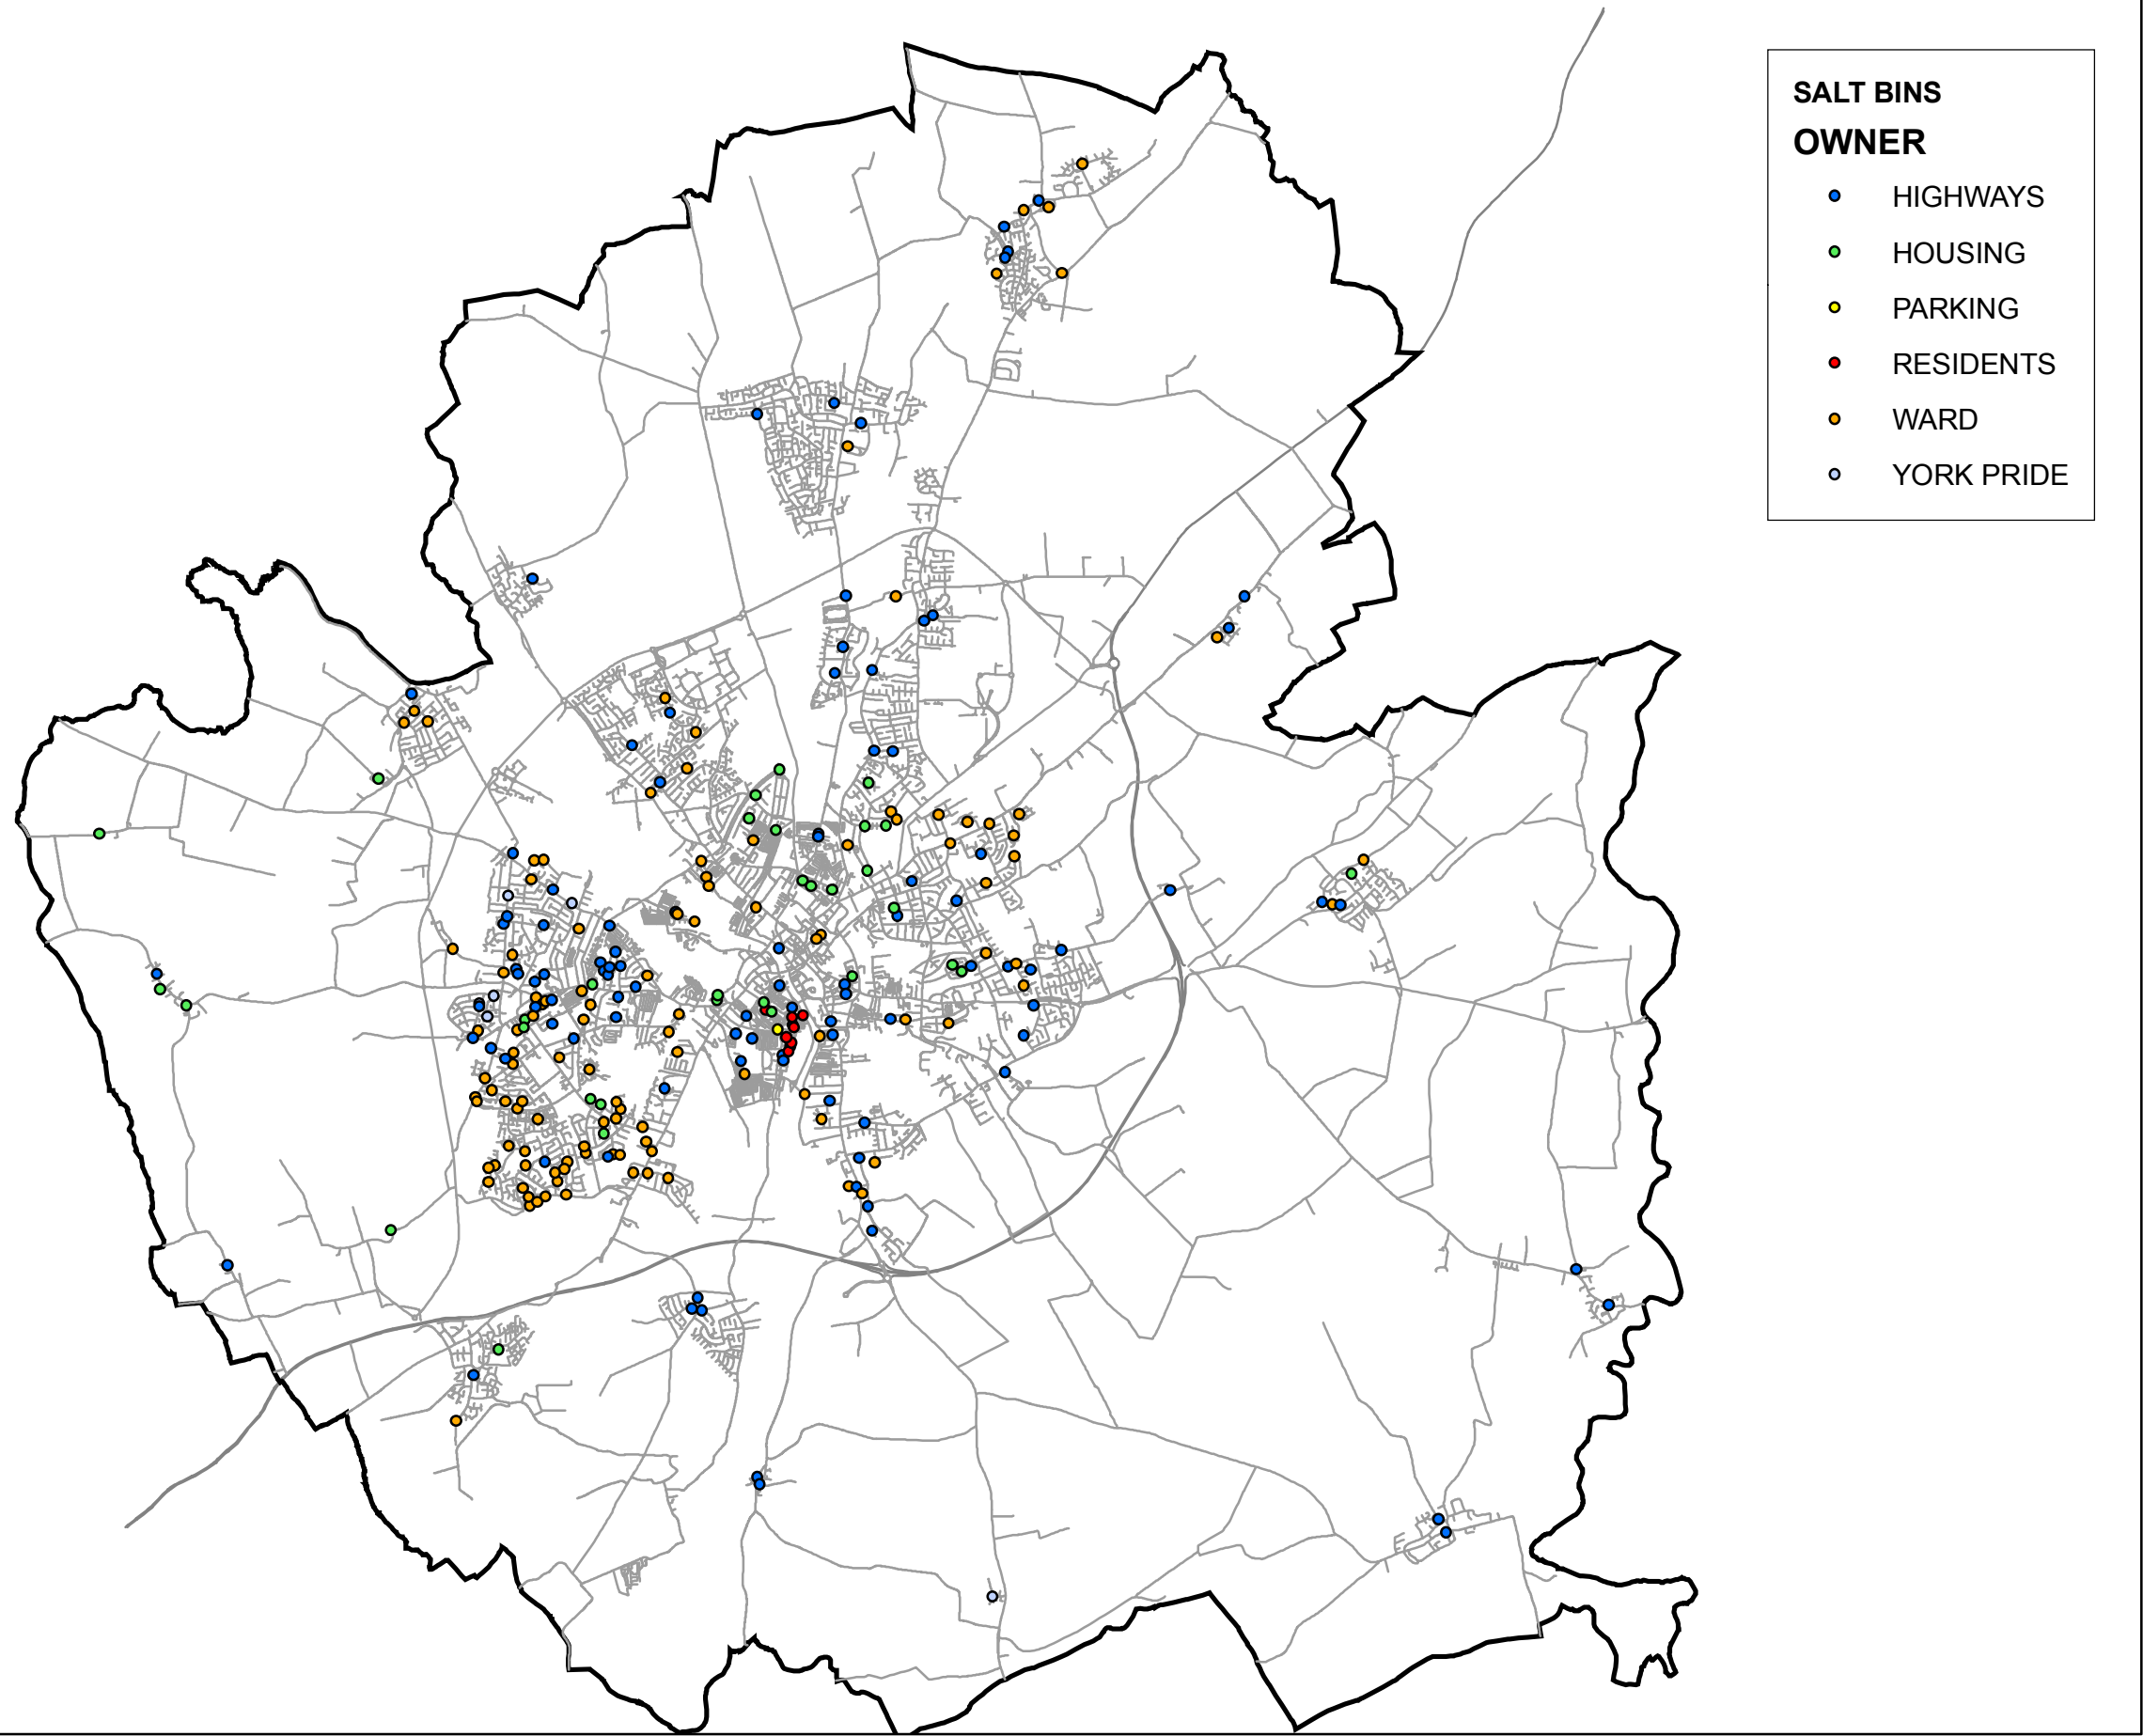 SALT BINS
OWNER
HIGHWAYS
HOUSING
PARKING
RESIDENTS
WARD
YORK PRIDE